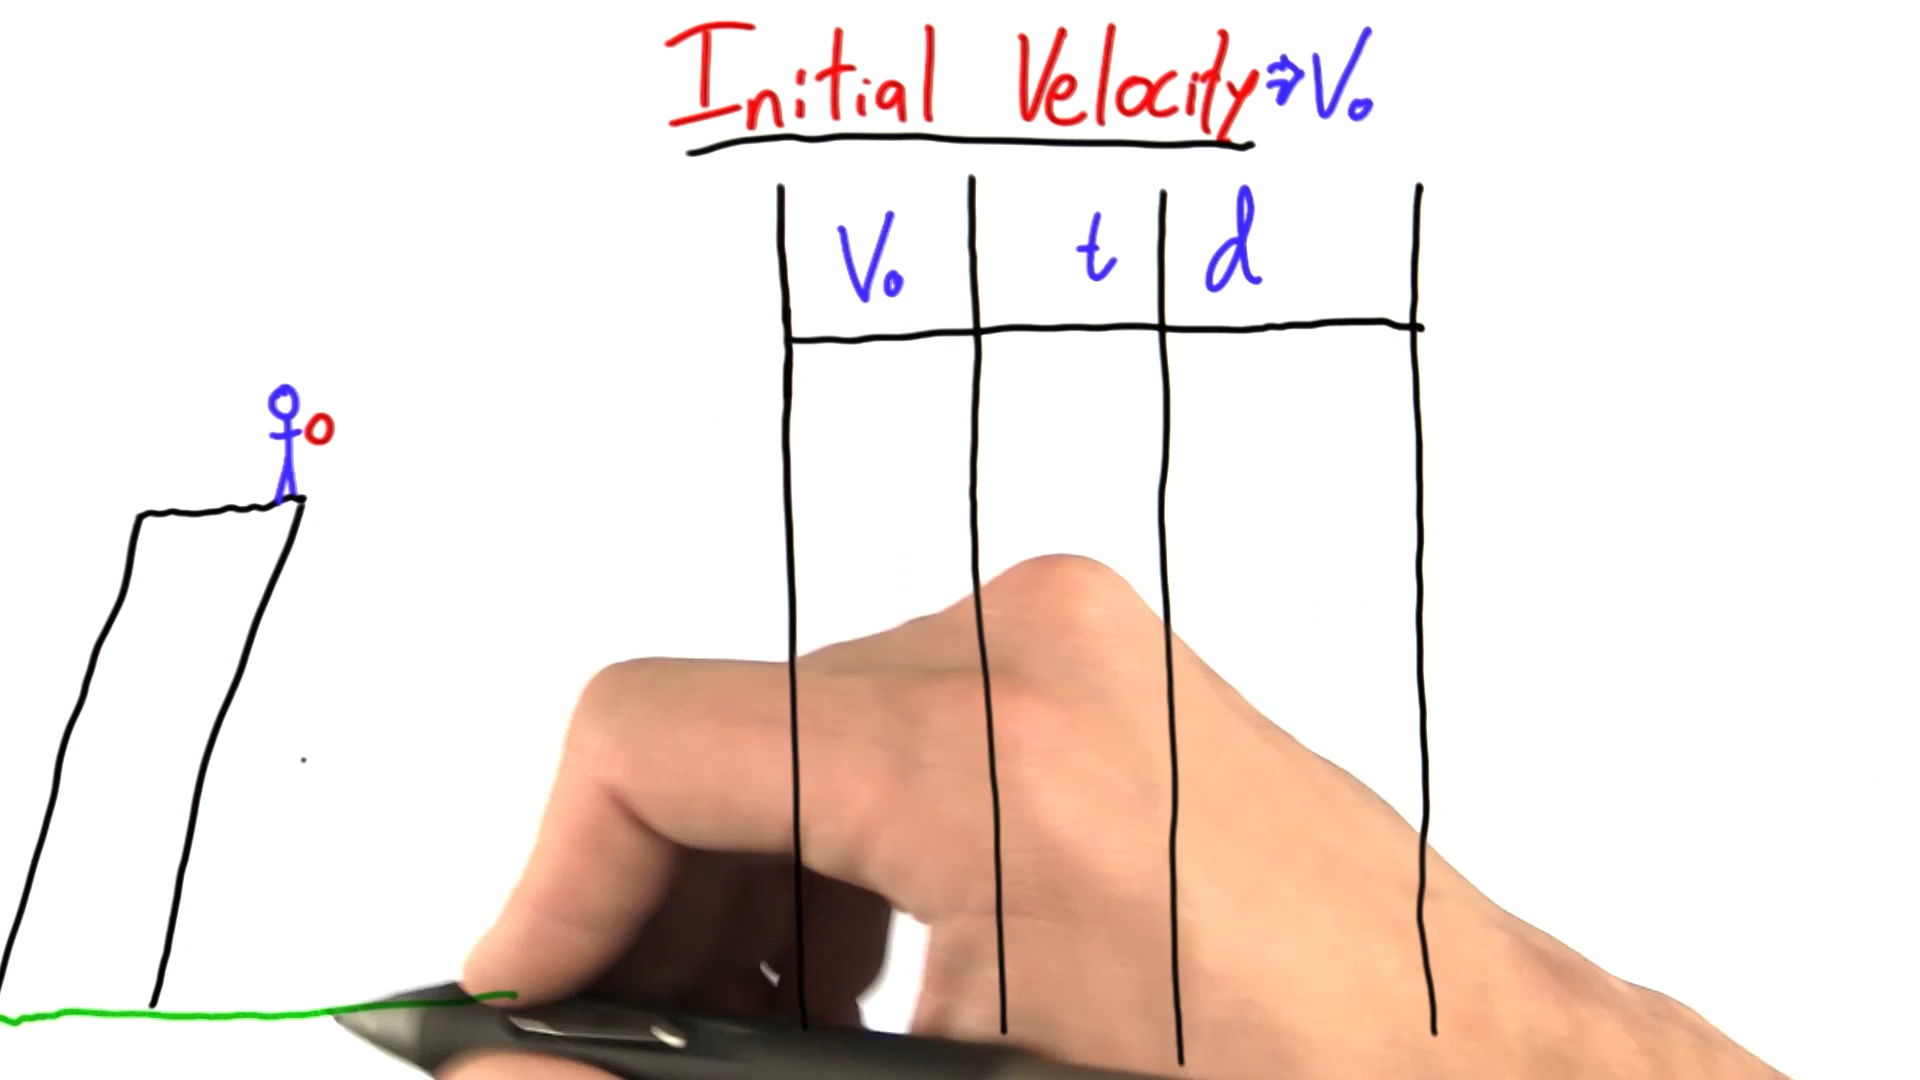 Initial Velocity ⇒ V₀
V₀ t d